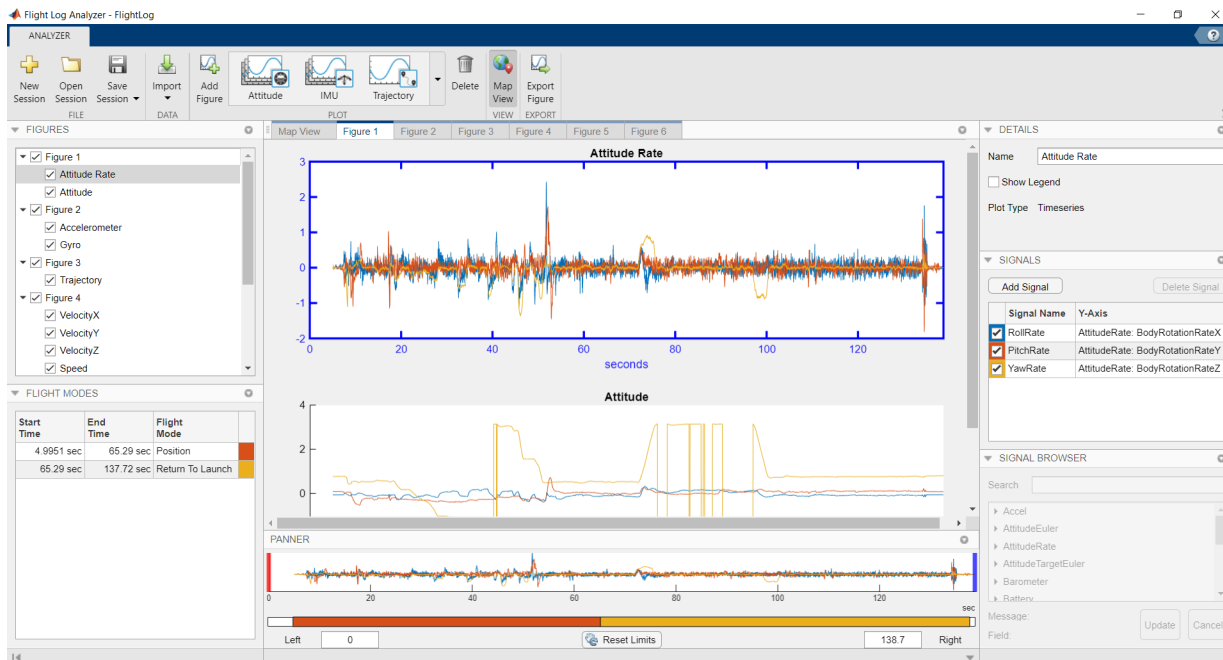 Flight Log Analyzer - FlightLog
ANALYZER
New Session
Open Session
Save Session
Import
Add Figure
Attitude
IMU
Trajectory
Delete
Map View
Export Figure
FILE
DATA
PLOT
VIEW
EXPORT
FIGURES
Figure 1
Attitude Rate
Attitude
Figure 2
Accelerometer
Gyro
Figure 3
Trajectory
Figure 4
VelocityX
VelocityY
VelocityZ
Speed
FLIGHT MODES
Start Time End Time Flight Mode
4.9951 sec 65.29 sec Position
65.29 sec 137.72 sec Return To Launch
Map View Figure 1 Figure 2 Figure 3 Figure 4 Figure 5 Figure 6
Attitude Rate
3
2
1
0
-1
-2
0 20 40 60 80 100 120
seconds
Attitude
4
2
0
PANNER
0 20 40 60 80 100 120
sec
Left 0 Reset Limits 138.7 Right
DETAILS
Name Attitude Rate
Show Legend
Plot Type Timeseries
SIGNALS
Add Signal Delete Signal
Signal Name Y-Axis
RollRate AttitudeRate: BodyRotationRateX
PitchRate AttitudeRate: BodyRotationRateY
YawRate AttitudeRate: BodyRotationRateZ
SIGNAL BROWSER
Search
Accel
AttitudeEuler
AttitudeRate
AttitudeTargetEuler
Barometer
Battery
Message:
Field:
Update Cancel